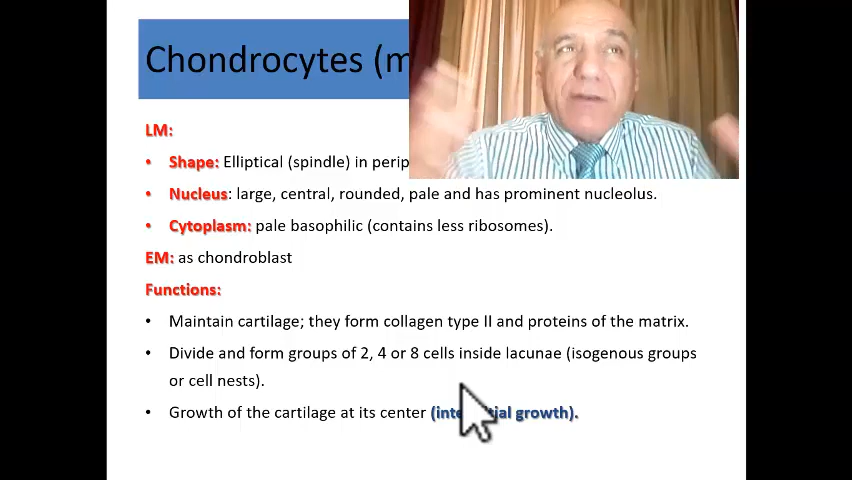 Chondrocytes
LM:
• Shape: Elliptical (spindle) in
• Nucleus: large, central, rounded, pale and has prominent nucleolus.
• Cytoplasm: pale basophilic (contains less ribosomes).
EM: as chondroblast
Functions:
• Maintain cartilage; they form collagen type II and proteins of the matrix.
• Divide and form groups of 2, 4 or 8 cells inside lacunae (isogenous groups
or cell nests).
• Growth of the cartilage at its center (interstitial growth).